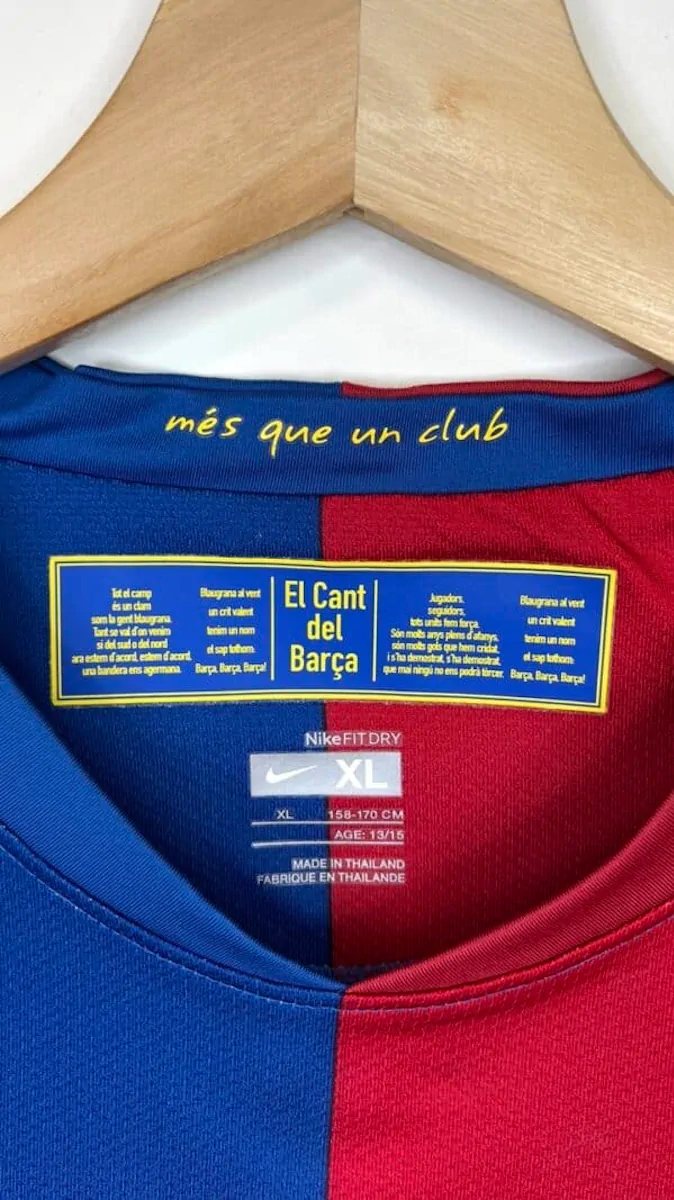 més que un club
Tot el camp
és un clam
som la gent blaugrana.
Tant se val d'on venim
si del sud o del nord
ara estem d'acord, estem d'acord,
una bandera ens agermana.
Blaugrana al vent
un crit valent
tenim un nom
el sap tothom:
Barça, Barça, Barça!
El Cant
del
Barça
Jugadors,
seguidors,
tots units fem força.
Són molts anys plens d'afanys,
són molts gols que hem cridat,
i s'ha demostrat, s'ha demostrat,
que mai ningú no ens podrà tòrcer.
Blaugrana al vent
un crit valent
tenim un nom
el sap tothom:
Barça, Barça, Barça!
NikeFIT DRY
XL
XL 158-170 CM
AGE: 13/15
MADE IN THAILAND
FABRIQUE EN THAILANDE